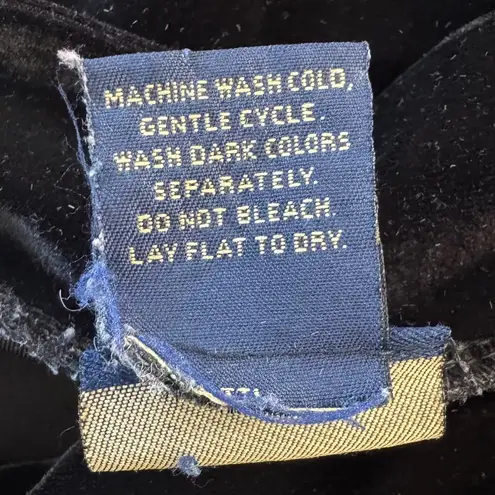 MACHINE WASH COLD,
GENTLE CYCLE.
WASH DARK COLORS
SEPARATELY.
DO NOT BLEACH.
LAY FLAT TO DRY.